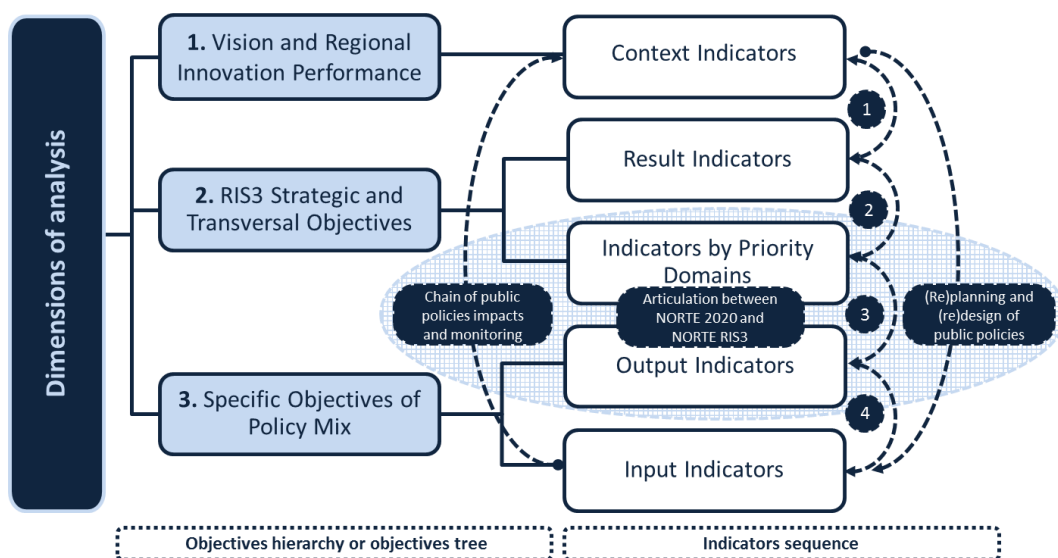 Dimensions of analysis
1. Vision and Regional
Innovation Performance
2. RIS3 Strategic and
Transversal Objectives
3. Specific Objectives of
Policy Mix
Context Indicators
Result Indicators
Indicators by Priority
Domains
Output Indicators
Input Indicators
1
2
3
4
Chain of public
policies impacts
and monitoring
Articulation between
NORTE 2020 and
NORTE RIS3
(Re)planning and
(re)design of
public policies
Objectives hierarchy or objectives tree
Indicators sequence